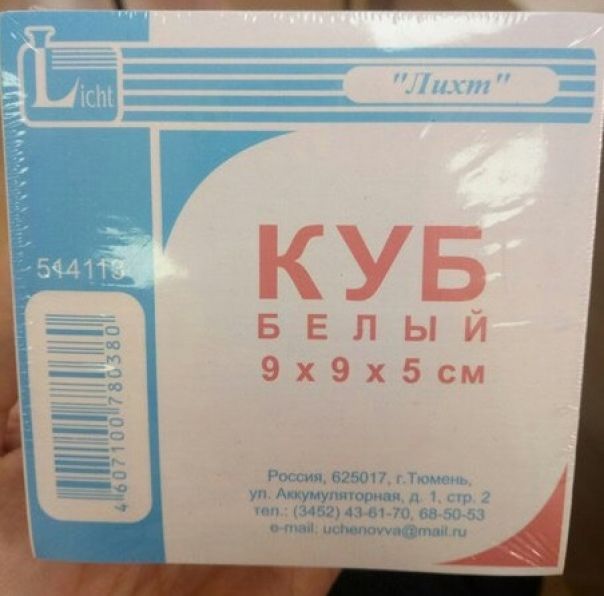 Licht
"Лихт"
514113
КУБ
БЕЛЫЙ
9 х 9 х 5 см
4607100780380
Россия, 625017, г.Тюмень,
ул. Аккумуляторная, д. 1, стр. 2
тел.: (3452) 43-61-70, 68-50-53
e-mail: uchenovva@mail.ru